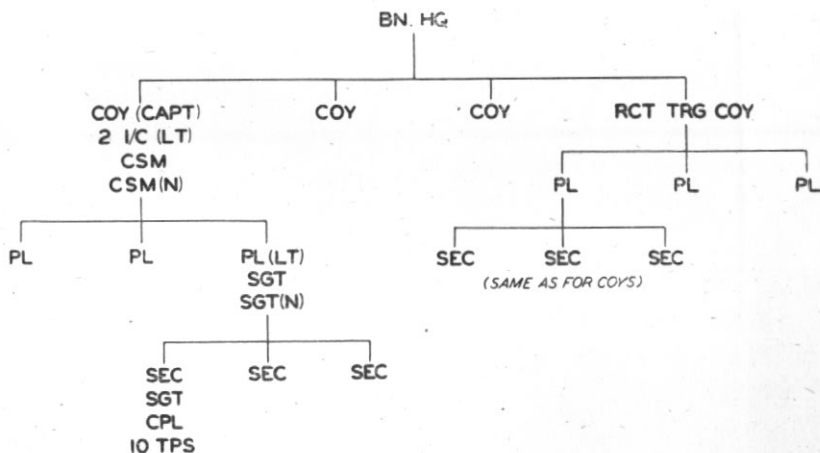 BN. HQ
COY (CAPT) COY COY RCT TRG COY
2 I/C (LT)
CSM
CSM(N)
PL PL PL
PL PL PL (LT)
SGT
SGT(N)
SEC SEC SEC
(SAME AS FOR COYS)
SEC SEC SEC
SGT
CPL
10 TPS